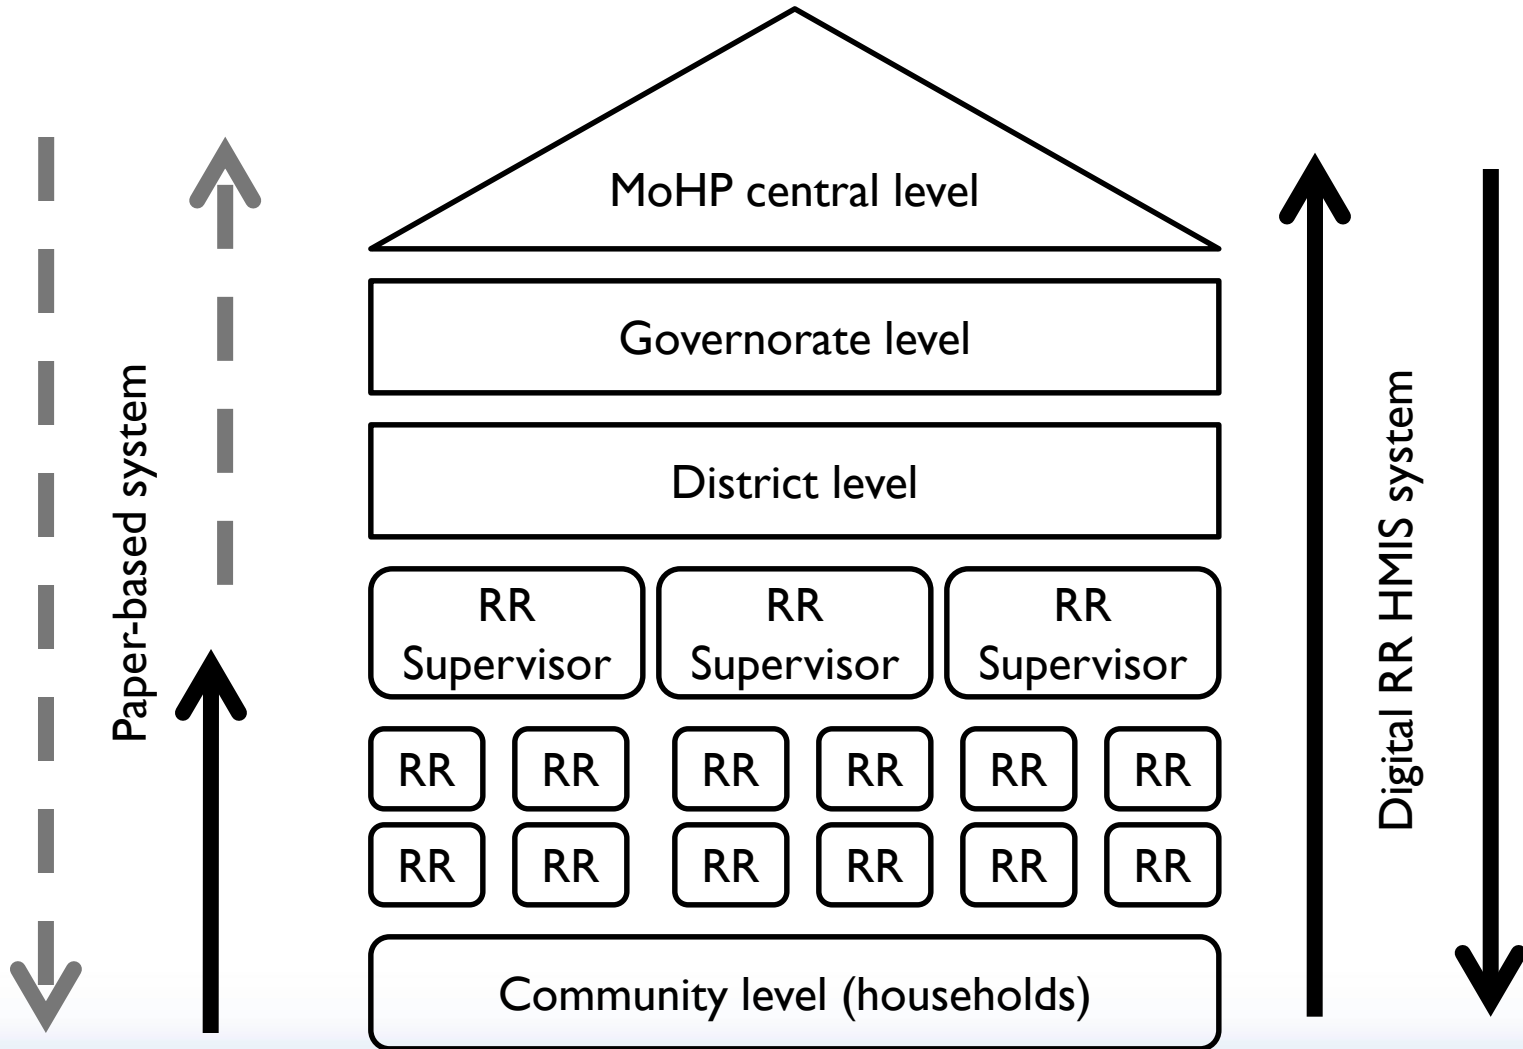 MoHP central level
Governorate level
District level
RR
Supervisor
RR
Supervisor
RR
Supervisor
RR
RR
RR
RR
RR
RR
RR
RR
RR
RR
RR
RR
Community level (households)
Paper-based system
Digital RR HMIS system